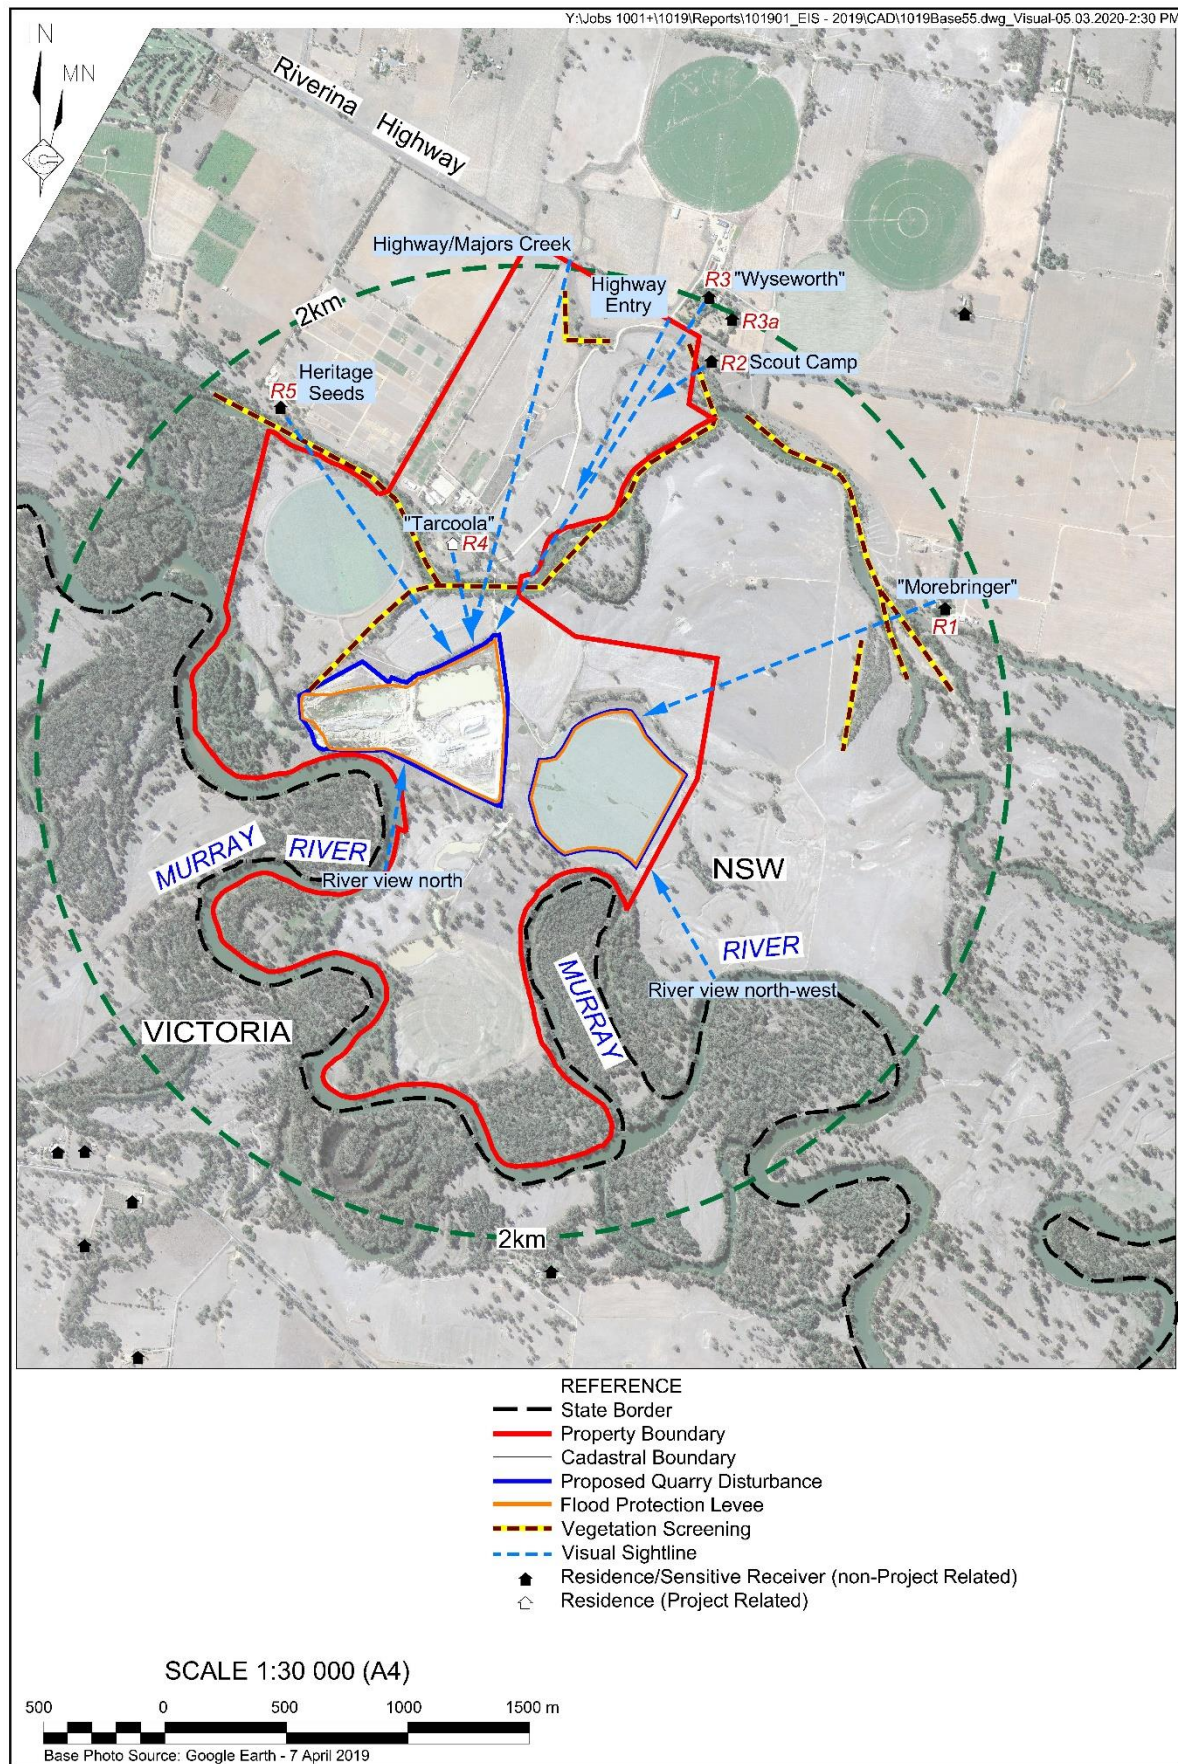 Y:\Jobs 1001+\1019\Reports\101901_EIS - 2019\CAD\1019Base55.dwg_Visual-05.03.2020-2:30 PM
TN
MN
Riverina Highway
Highway/Majors Creek
Highway
Entry
R3 "Wyseworth"
R3a
2km
R2 Scout Camp
Heritage
Seeds
R5
"Tarcoola"
R4
"Morebringer"
R1
MURRAY RIVER
River view north
NSW
RIVER
MURRAY
River view north-west
VICTORIA
2km
REFERENCE
State Border
Property Boundary
Cadastral Boundary
Proposed Quarry Disturbance
Flood Protection Levee
Vegetation Screening
Visual Sightline
Residence/Sensitive Receiver (non-Project Related)
Residence (Project Related)
SCALE 1:30 000 (A4)
500 0 500 1000 1500 m
Base Photo Source: Google Earth - 7 April 2019